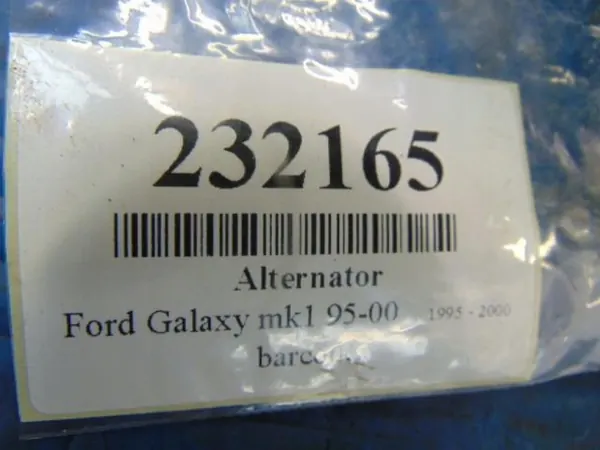 232165
Alternator
Ford Galaxy mk1 95-00 1995 - 2000